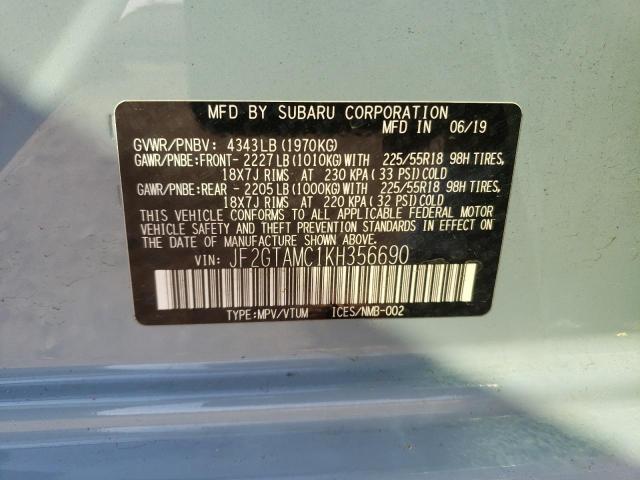 MFD BY SUBARU CORPORATION
MFD IN 06/19
GVWR/PNBV: 4343LB (1970KG)
GAWR/PNBE:FRONT- 2227LB (1010KG) WITH 225/55R18 98H TIRES,
18X7J RIMS AT 230 KPA (33 PSI) COLD
GAWR/PNBE:REAR - 2205LB (1000KG) WITH 225/55R18 98H TIRES,
18X7J RIMS AT 220 KPA (32 PSI) COLD
THIS VEHICLE CONFORMS TO ALL APPLICABLE FEDERAL MOTOR
VEHICLE SAFETY AND THEFT PREVENTION STANDARDS IN EFFECT
ON THE DATE OF MANUFACTURE SHOWN ABOVE.
VIN: JF2GTAMC1KH356690
TYPE:MPV/VTUM ICES/NMB-002